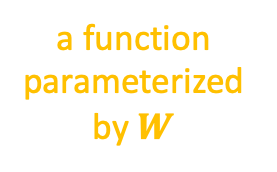 a function
parameterized
by W